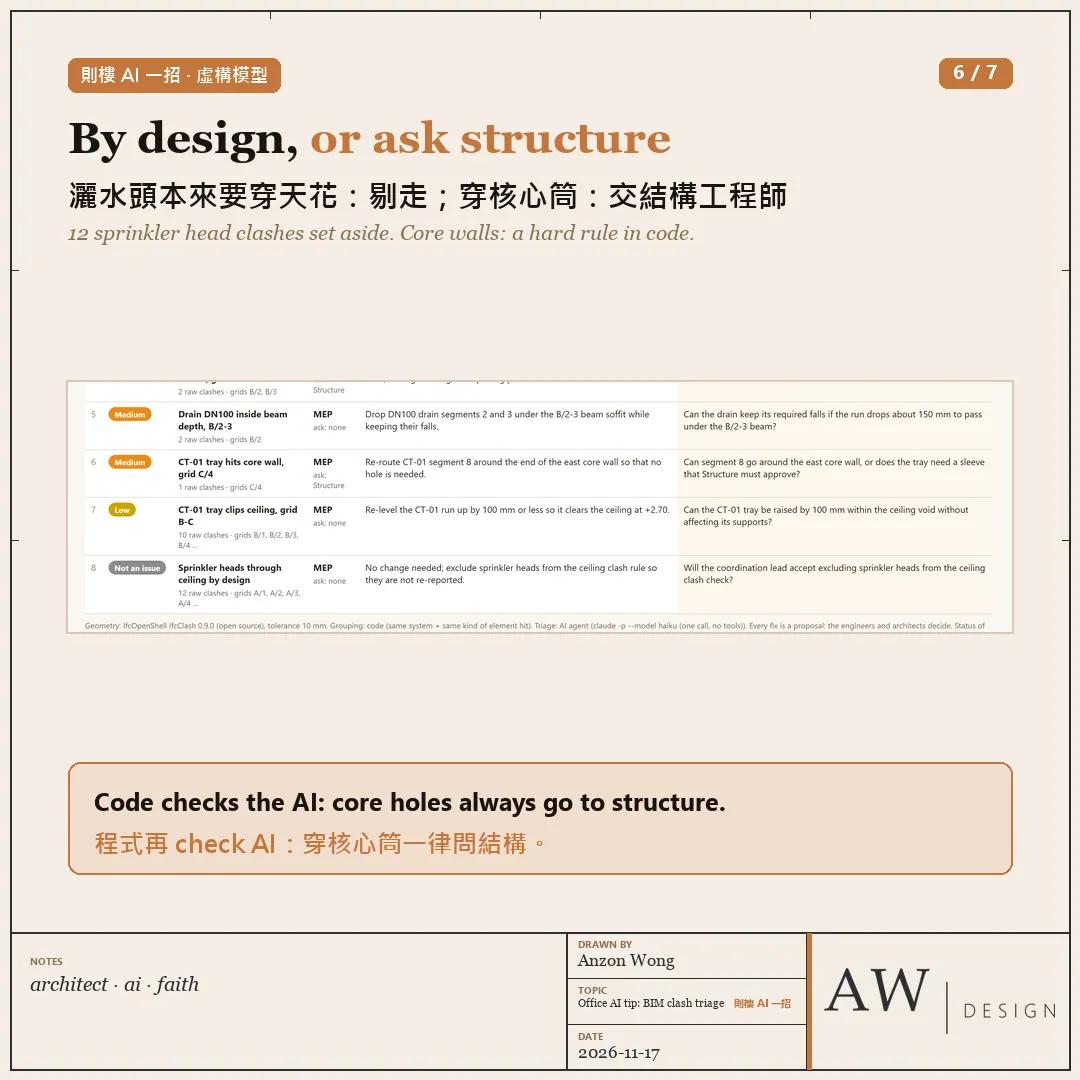 則樓 AI 一招 · 虛構模型
6 / 7
By design, or ask structure
灑水頭本來要穿天花：剔走；穿核心筒：交結構工程師
12 sprinkler head clashes set aside. Core walls: a hard rule in code.
2 raw clashes · grids B/2, B/3
Structure
5
Medium
Drain DN100 inside beam
depth, B/2-3
2 raw clashes · grids B/2
MEP
ask: none
Drop DN100 drain segments 2 and 3 under the B/2-3 beam soffit while
keeping their falls.
Can the drain keep its required falls if the run drops about 150 mm to pass
under the B/2-3 beam?
6
Medium
CT-01 tray hits core wall,
grid C/4
1 raw clashes · grids C/4
MEP
ask:
Structure
Re-route CT-01 segment 8 around the end of the east core wall so that no
hole is needed.
Can segment 8 go around the east core wall, or does the tray need a sleeve
that Structure must approve?
7
Low
CT-01 tray clips ceiling, grid
B-C
10 raw clashes · grids B/1, B/2, B/3,
B/4 ...
MEP
ask: none
Re-level the CT-01 run up by 100 mm or less so it clears the ceiling at +2.70.
Can the CT-01 tray be raised by 100 mm within the ceiling void without
affecting its supports?
8
Not an issue
Sprinkler heads through
ceiling by design
12 raw clashes · grids A/1, A/2, A/3,
A/4 ...
MEP
ask: none
No change needed; exclude sprinkler heads from the ceiling clash rule so
they are not re-reported.
Will the coordination lead accept excluding sprinkler heads from the ceiling
clash check?
Geometry: IfcOpenShell IfcClash 0.9.0 (open source), tolerance 10 mm. Grouping: code (same system + same kind of element hit). Triage: AI agent (claude -p --model haiku (one call, no tools)). Every fix is a proposal: the engineers and architects decide. Status of
Code checks the AI: core holes always go to structure.
程式再 check AI：穿核心筒一律問結構。
NOTES
architect · ai · faith
DRAWN BY
Anzon Wong
TOPIC
Office AI tip: BIM clash triage 則樓 AI 一招
DATE
2026-11-17
AW DESIGN